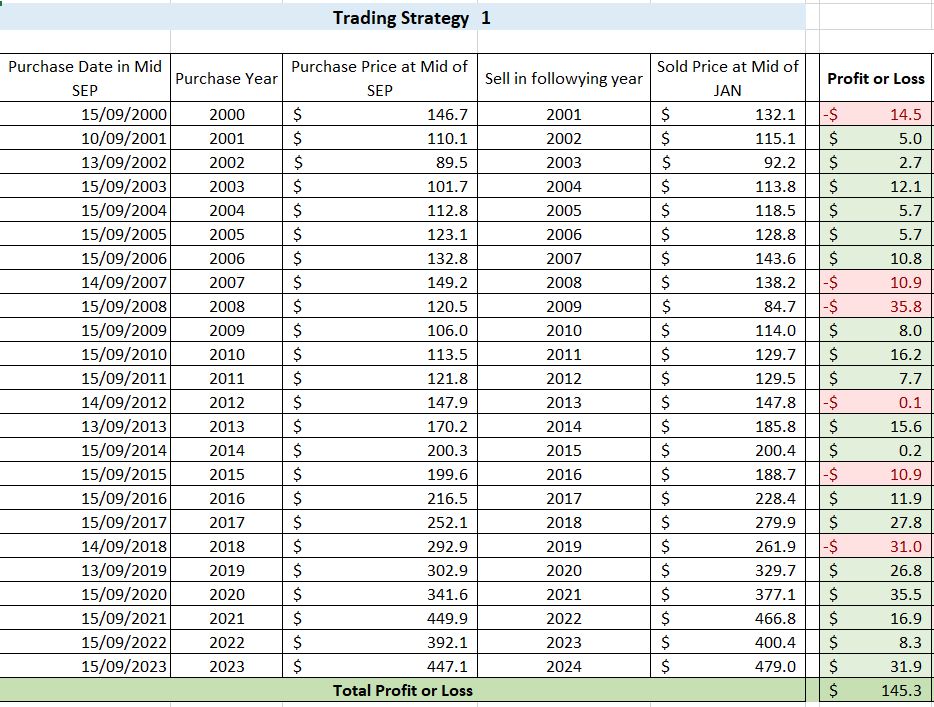 Trading Strategy 1
Purchase Date in Mid SEP Purchase Year Purchase Price at Mid of SEP Sell in followying year Sold Price at Mid of JAN Profit or Loss
15/09/2000 2000 $ 146.7 2001 $ 132.1 -$ 14.5
10/09/2001 2001 $ 110.1 2002 $ 115.1 $ 5.0
13/09/2002 2002 $ 89.5 2003 $ 92.2 $ 2.7
15/09/2003 2003 $ 101.7 2004 $ 113.8 $ 12.1
15/09/2004 2004 $ 112.8 2005 $ 118.5 $ 5.7
15/09/2005 2005 $ 123.1 2006 $ 128.8 $ 5.7
15/09/2006 2006 $ 132.8 2007 $ 143.6 $ 10.8
14/09/2007 2007 $ 149.2 2008 $ 138.2 -$ 10.9
15/09/2008 2008 $ 120.5 2009 $ 84.7 -$ 35.8
15/09/2009 2009 $ 106.0 2010 $ 114.0 $ 8.0
15/09/2010 2010 $ 113.5 2011 $ 129.7 $ 16.2
15/09/2011 2011 $ 121.8 2012 $ 129.5 $ 7.7
14/09/2012 2012 $ 147.9 2013 $ 147.8 -$ 0.1
13/09/2013 2013 $ 170.2 2014 $ 185.8 $ 15.6
15/09/2014 2014 $ 200.3 2015 $ 200.4 $ 0.2
15/09/2015 2015 $ 199.6 2016 $ 188.7 -$ 10.9
15/09/2016 2016 $ 216.5 2017 $ 228.4 $ 11.9
15/09/2017 2017 $ 252.1 2018 $ 279.9 $ 27.8
14/09/2018 2018 $ 292.9 2019 $ 261.9 -$ 31.0
13/09/2019 2019 $ 302.9 2020 $ 329.7 $ 26.8
15/09/2020 2020 $ 341.6 2021 $ 377.1 $ 35.5
15/09/2021 2021 $ 449.9 2022 $ 466.8 $ 16.9
15/09/2022 2022 $ 392.1 2023 $ 400.4 $ 8.3
15/09/2023 2023 $ 447.1 2024 $ 479.0 $ 31.9
Total Profit or Loss $ 145.3